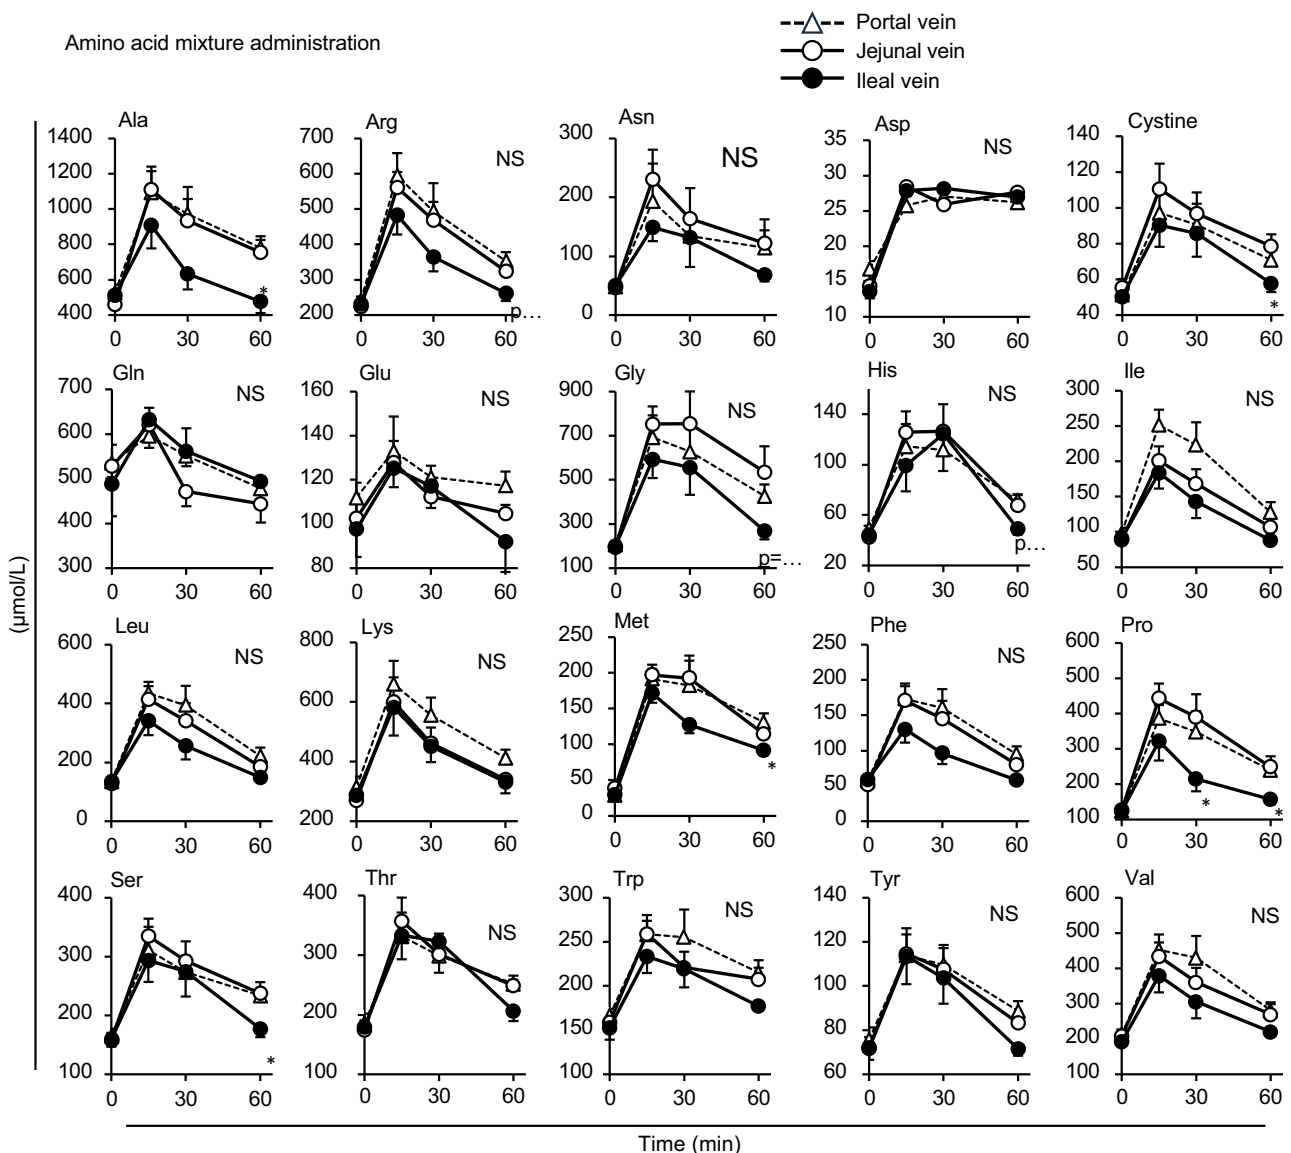 Portal vein
Amino acid mixture administration
Jejunal vein
Ileal vein
Ala
1400
1200
1000
800
600
400
0 30 60
*
Arg
NS
700
600
500
400
300
200
0 30 60
p…
Asn
NS
300
200
100
0
0 30 60
Asp
NS
35
30
25
20
15
10
0 30 60
Cystine
140
120
100
80
60
40
0 30 60
*
Gln
NS
700
600
500
400
300
0 30 60
Glu
NS
160
140
120
100
80
0 30 60
Gly
NS
900
700
500
300
100
0 30 60
p=…
His
NS
140
100
60
20
0 30 60
p…
Ile
NS
300
250
200
150
100
50
0 30 60
(µmol/L)
Leu
NS
600
400
200
0
0 30 60
Lys
NS
800
600
400
200
0 30 60
Met
250
200
150
100
50
0
0 30 60
*
Phe
NS
250
200
150
100
50
0
0 30 60
Pro
600
500
400
300
200
100
0 30 60
*
*
Ser
400
300
200
100
0 30 60
*
Thr
NS
400
300
200
100
0 30 60
Trp
NS
300
250
200
150
100
0 30 60
Tyr
NS
140
120
100
80
60
0 30 60
Val
NS
600
500
400
300
200
100
0 30 60
Time (min)